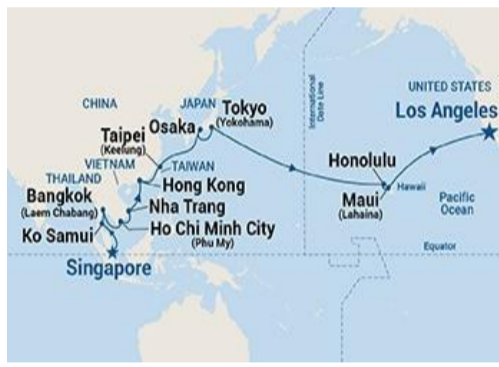 CHINA
JAPAN
Tokyo
(Yokohama)
International
Date Line
UNITED STATES
Los Angeles
Taipei
(Keelung)
Osaka
VIETNAM
TAIWAN
THAILAND
Bangkok
(Laem Chabang)
Hong Kong
Nha Trang
Ko Samui
Ho Chi Minh City
(Phu My)
Singapore
Honolulu
Maui
(Lahaina)
Hawaii
Pacific
Ocean
Equator